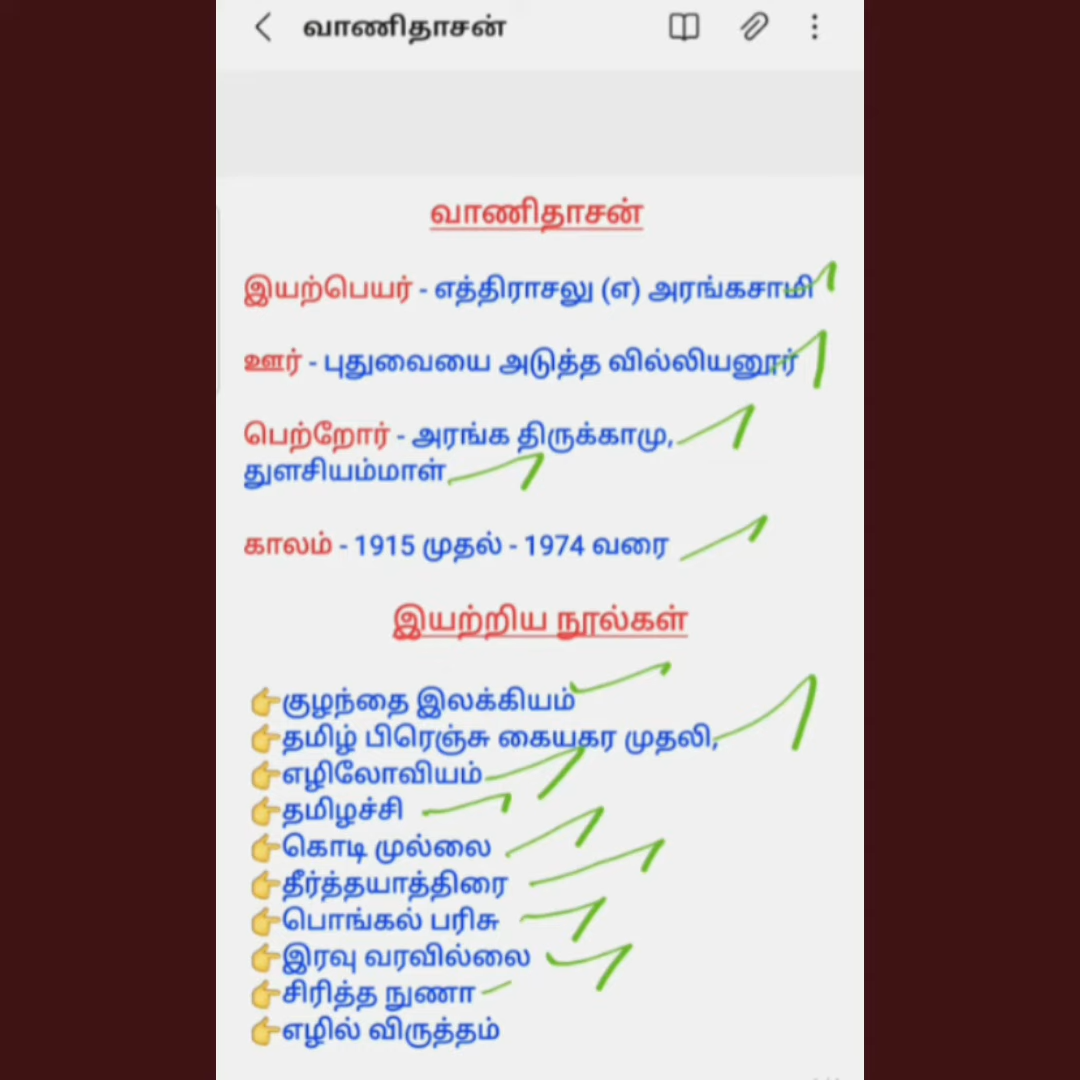 வாணிதாசன்
வாணிதாசன்
இயற்பெயர் - எத்திராசலு (எ) அரங்கசாமி
ஊர் - புதுவையை அடுத்த வில்லியனூர்
பெற்றோர் - அரங்க திருக்காமு,
துளசியம்மாள்
காலம் - 1915 முதல் - 1974 வரை
இயற்றிய நூல்கள்
👉குழந்தை இலக்கியம்
👉தமிழ் பிரெஞ்சு கையகர முதலி,
👉எழிலோவியம்
👉தமிழச்சி
👉கொடி முல்லை
👉தீர்த்தயாத்திரை
👉பொங்கல் பரிசு
👉இரவு வரவில்லை
👉சிரித்த நுணா
👉எழில் விருத்தம்